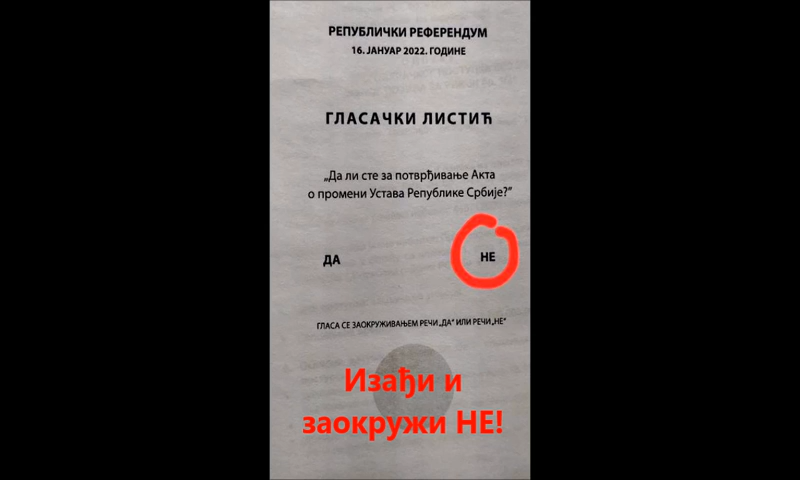 РЕПУБЛИЧКИ РЕФЕРЕНДУМ
16. ЈАНУАР 2022. ГОДИНЕ
ГЛАСАЧКИ ЛИСТИЋ
„Да ли сте за потврђивање Акта
о промени Устава Републике Србије?”
ДА НЕ
ГЛАСА СЕ ЗАОКРУЖИВАЊЕМ РЕЧИ „ДА” ИЛИ РЕЧИ „НЕ”
Изађи и
заокружи НЕ!